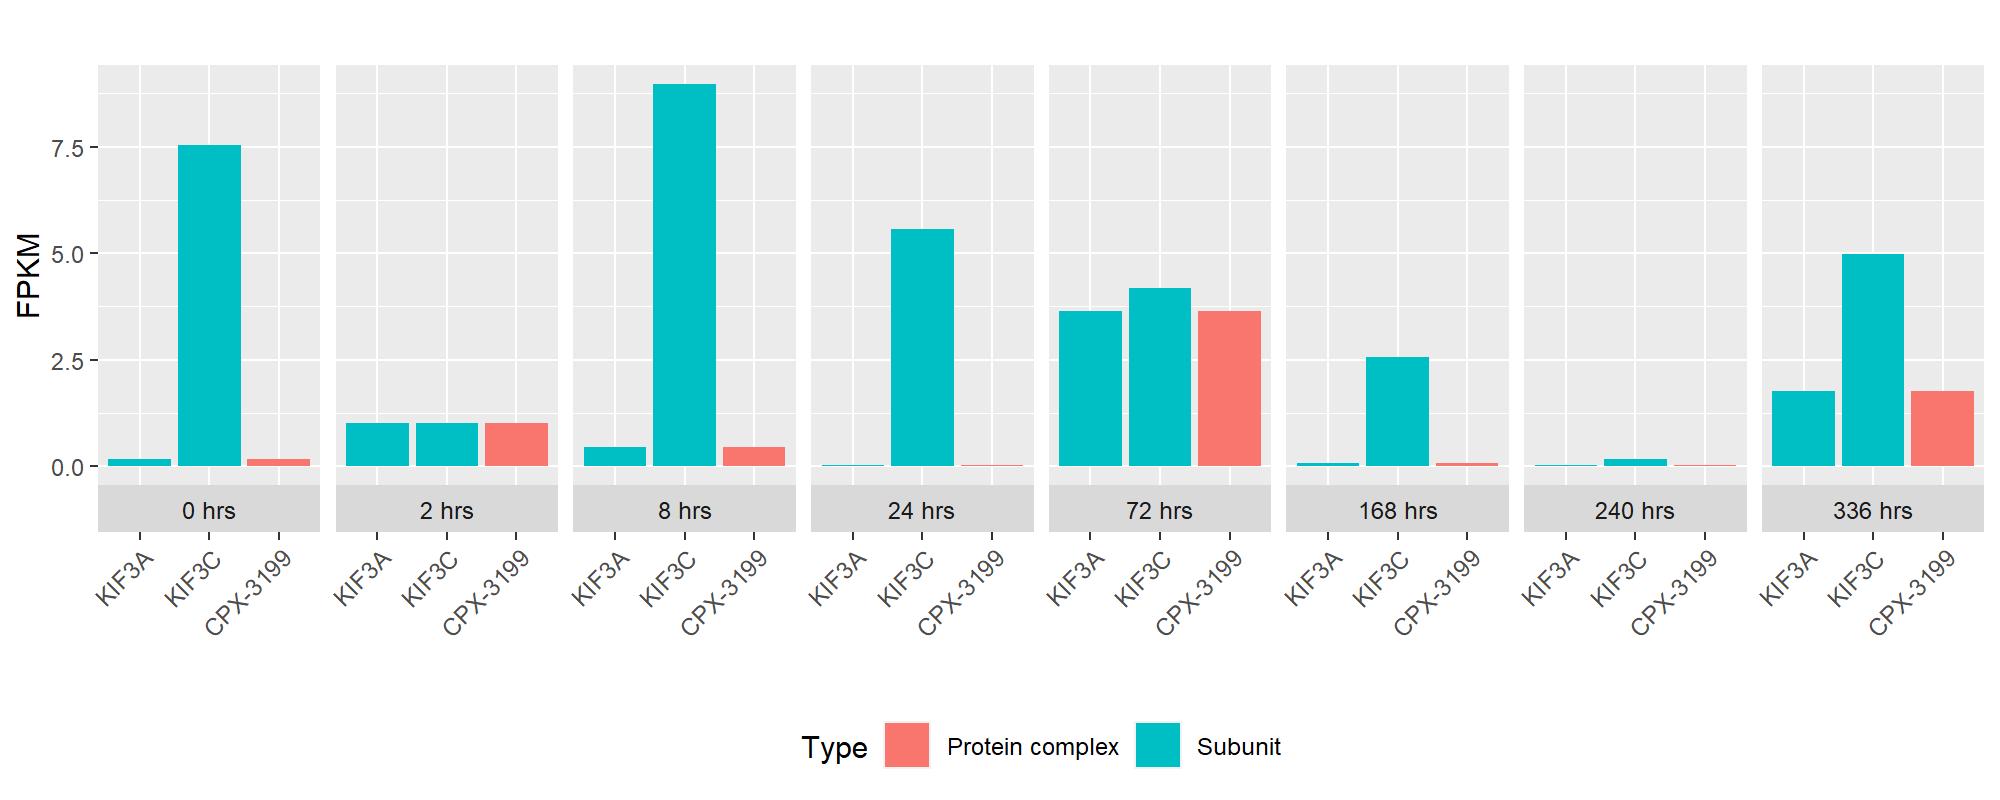 FPKM
7.5
5.0
2.5
0.0
0 hrs 2 hrs 8 hrs 24 hrs 72 hrs 168 hrs 240 hrs 336 hrs
KIF3A KIF3C CPX-3199 KIF3A KIF3C CPX-3199 KIF3A KIF3C CPX-3199 KIF3A KIF3C CPX-3199 KIF3A KIF3C CPX-3199 KIF3A KIF3C CPX-3199 KIF3A KIF3C CPX-3199 KIF3A KIF3C CPX-3199
Type Protein complex Subunit